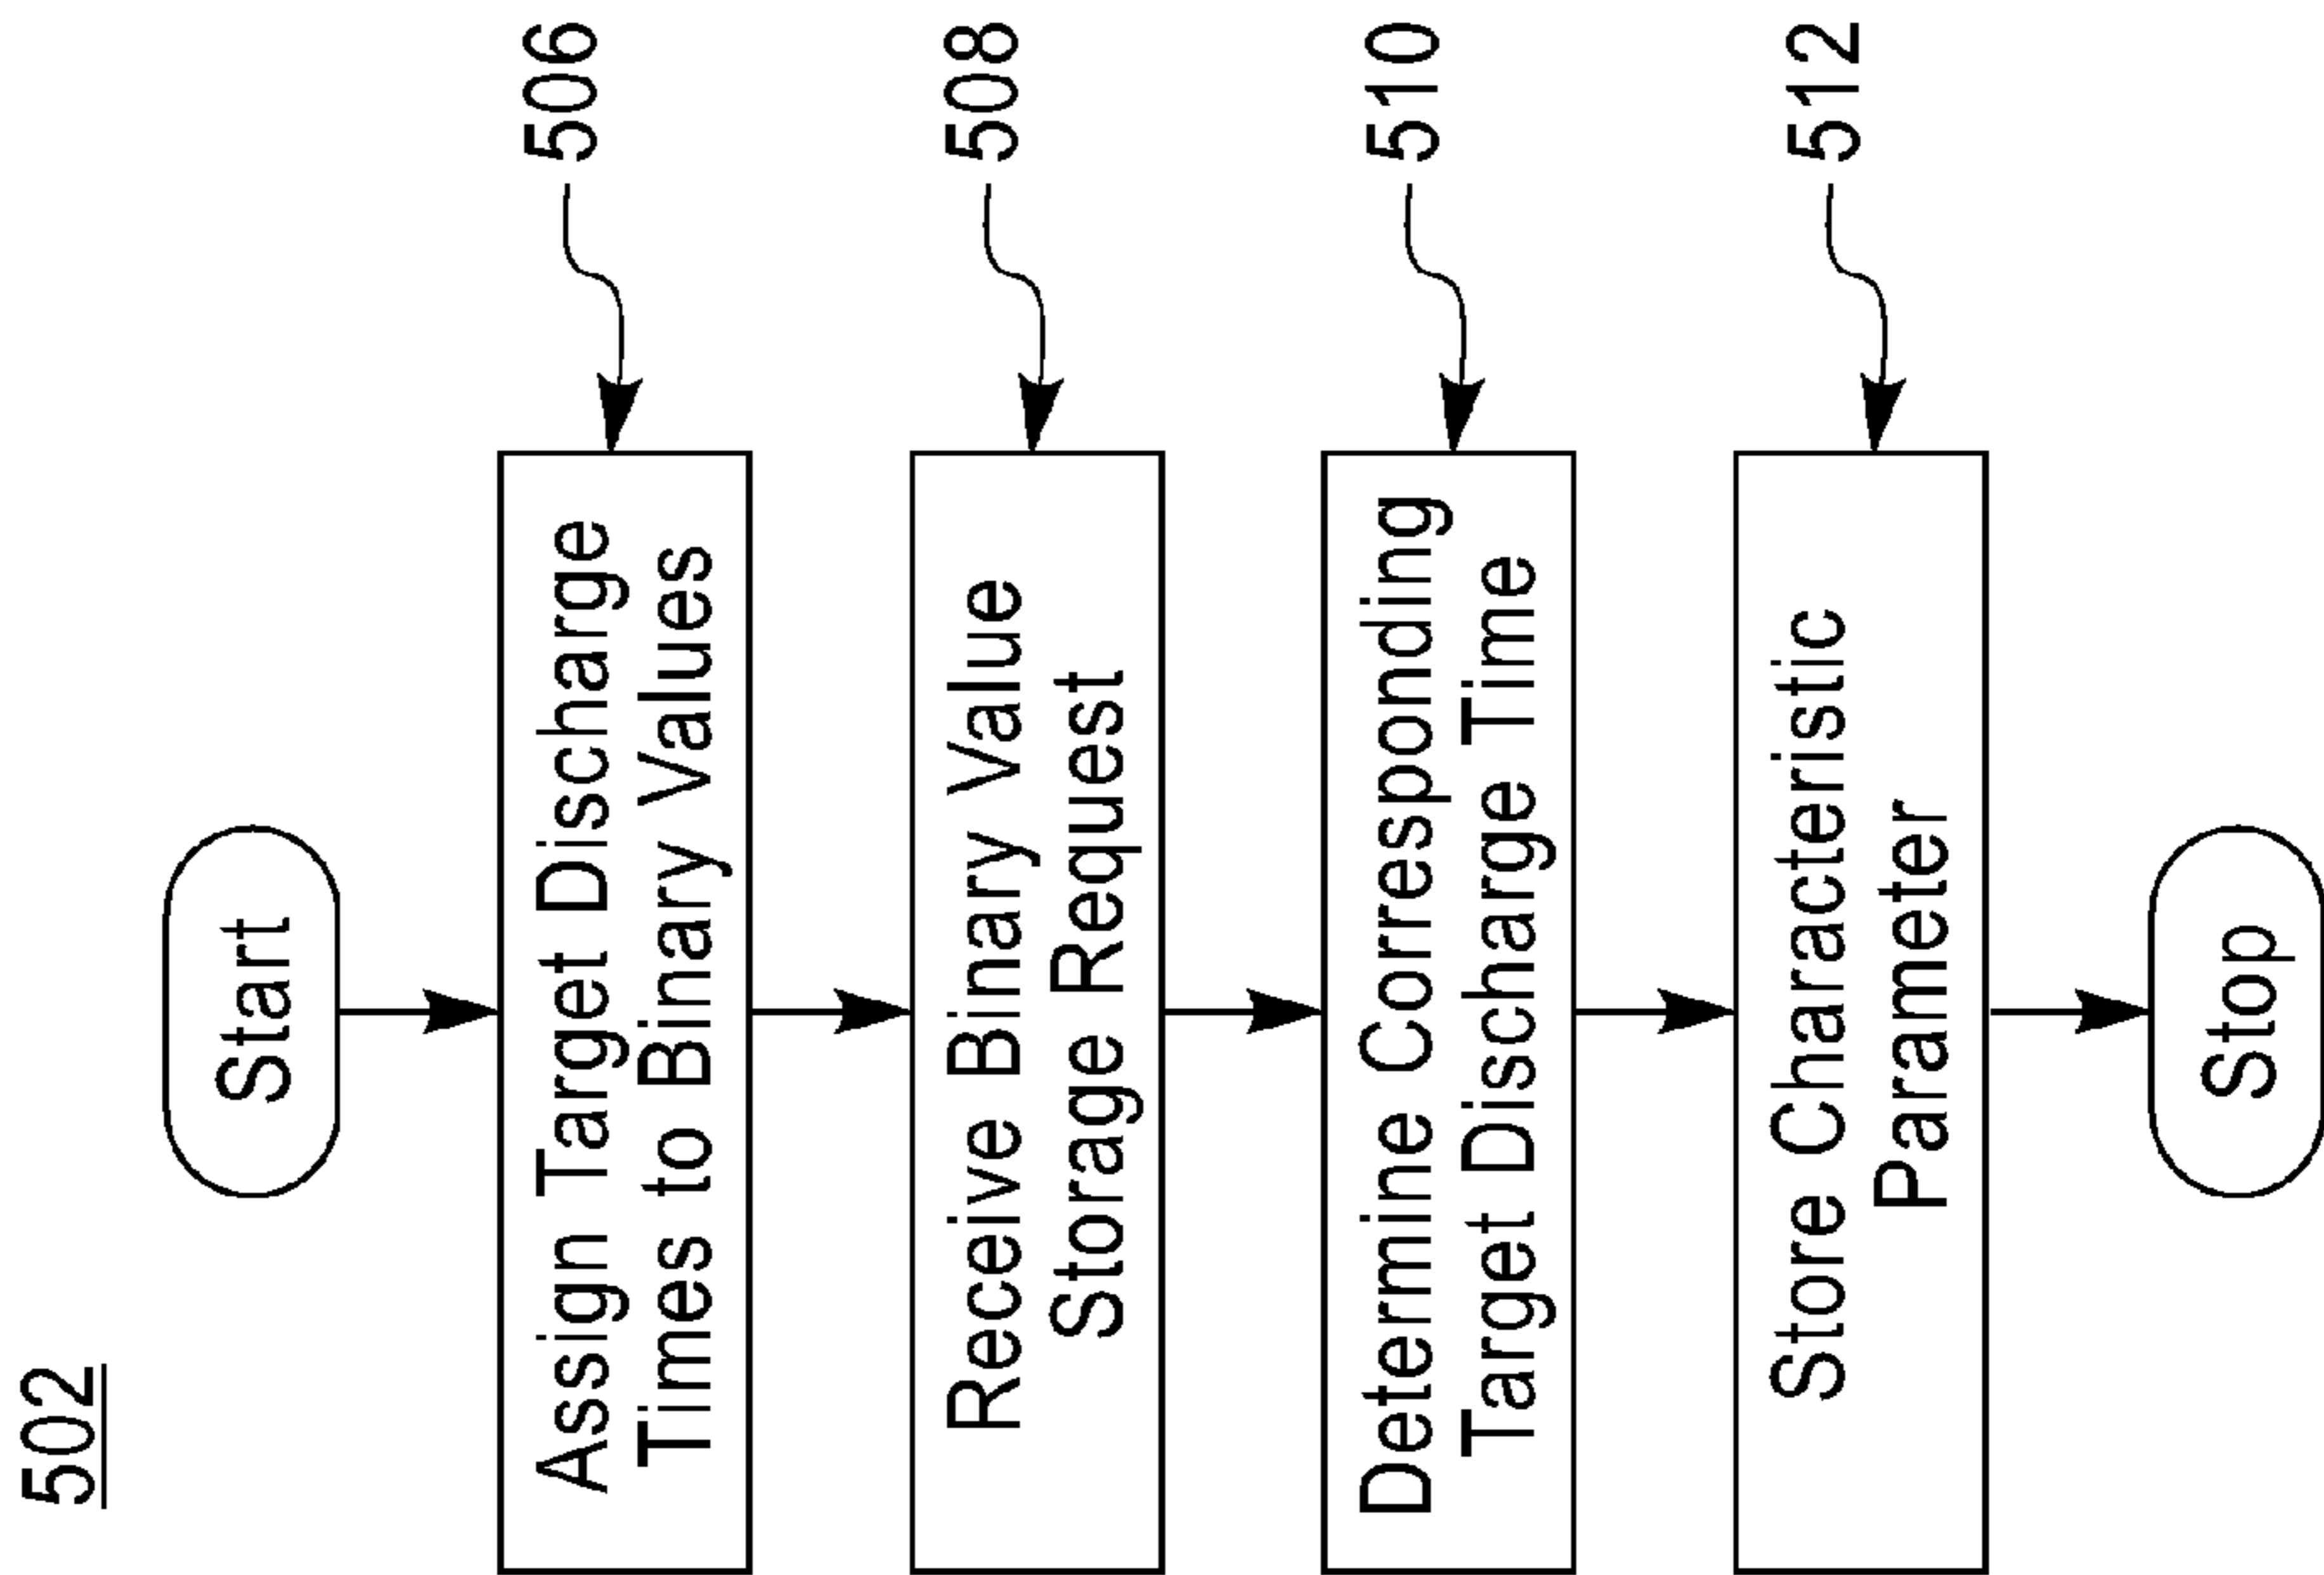 502
Start
Assign Target Discharge
Times to Binary Values
506
Receive Binary Value
Storage Request
508
Determine Corresponding
Target Discharge Time
510
Store Characteristic
Parameter
512
Stop